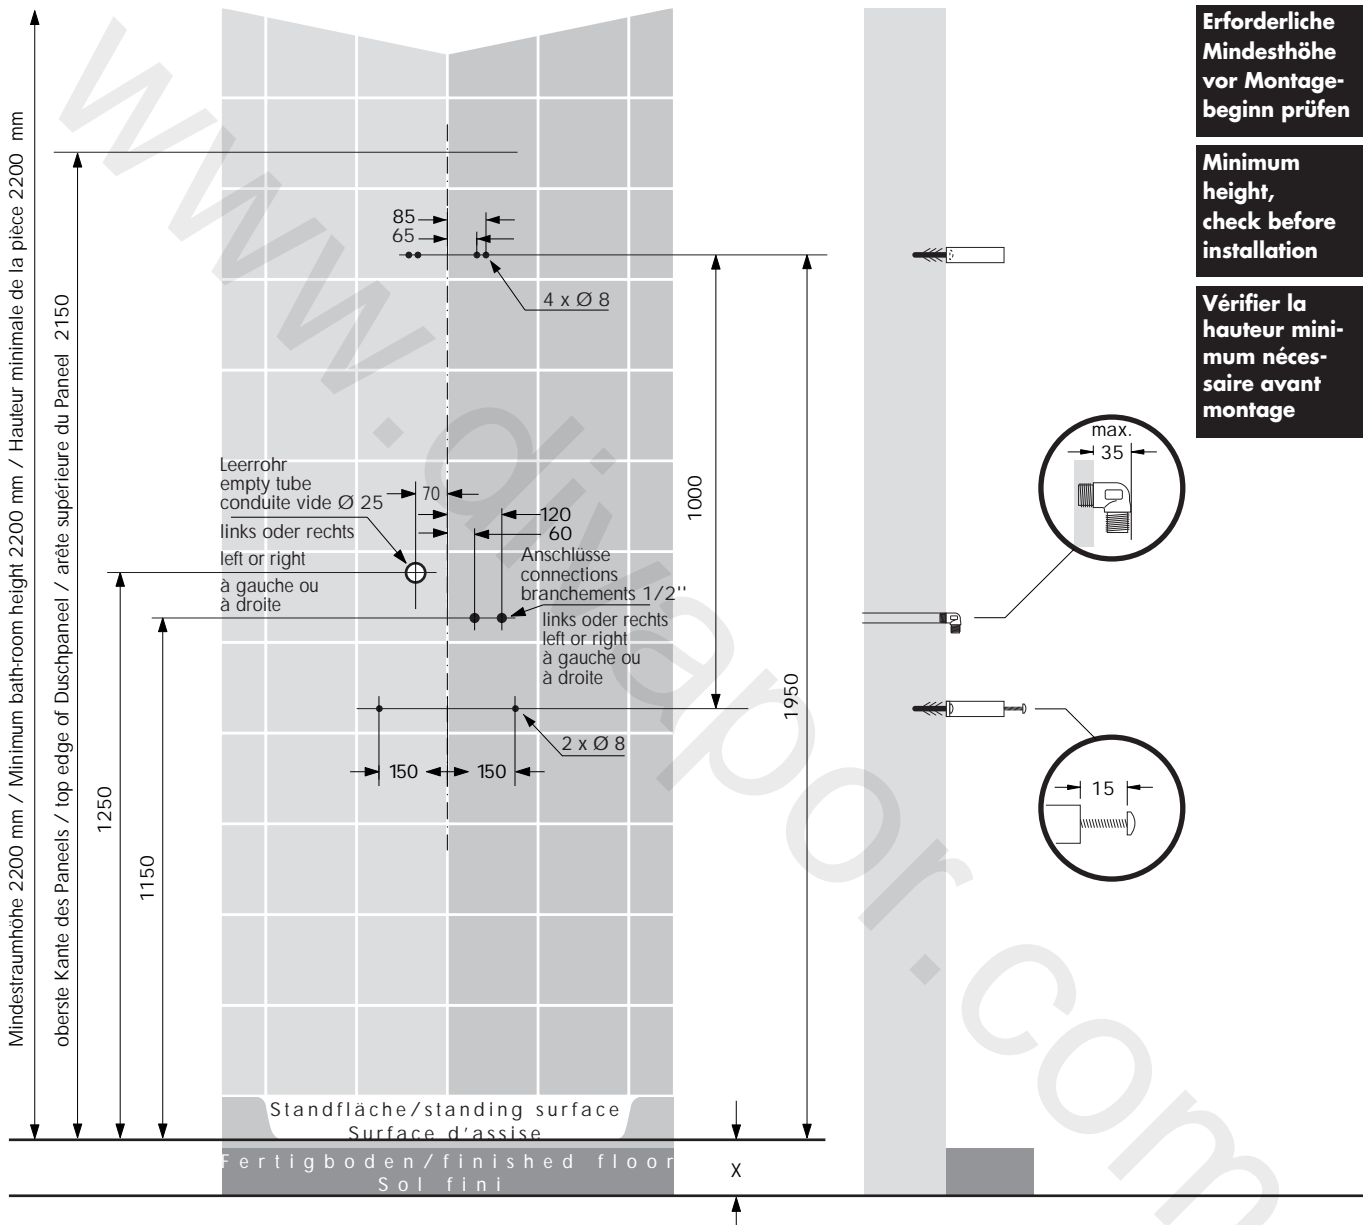 Mindestraumhöhe 2200 mm / Minimum bath-room height 2200 mm / Hauteur minimale de la pièce 2200 mm
oberste Kante des Paneels / top edge of Duschpaneel / arête supérieure du Paneel 2150
1250
1150
85
65
4 x Ø 8
Leerrohr
empty tube
conduite vide Ø 25
links oder rechts
left or right
à gauche ou
à droite
70
120
60
Anschlüsse
connections
branchements 1/2''
links oder rechts
left or right
à gauche ou
à droite
2 x Ø 8
150
150
1000
1950
Standfläche/standing surface
Surface d'assise
Fertigboden/finished floor
Sol fini
X
Erforderliche
Mindesthöhe
vor Montage-
beginn prüfen
Minimum
height,
check before
installation
Vérifier la
hauteur mini-
mum néces-
saire avant
montage
max.
35
15
www.divapor.com